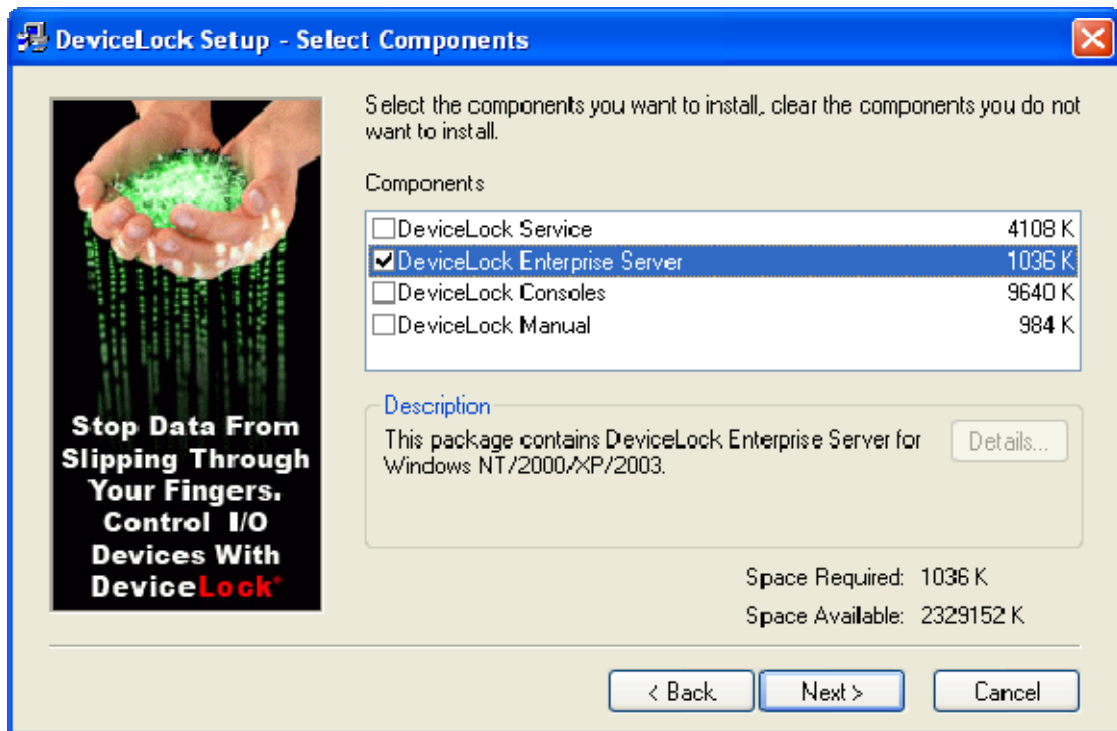 DeviceLock Setup - Select Components
Select the components you want to install, clear the components you do not
want to install.
Components
DeviceLock Service 4108 K
DeviceLock Enterprise Server 1036 K
DeviceLock Consoles 9640 K
DeviceLock Manual 984 K
Description
This package contains DeviceLock Enterprise Server for
Windows NT/2000/XP/2003.
Details...
Stop Data From
Slipping Through
Your Fingers.
Control I/O
Devices With
DeviceLock®
Space Required: 1036 K
Space Available: 2329152 K
< Back
Next >
Cancel